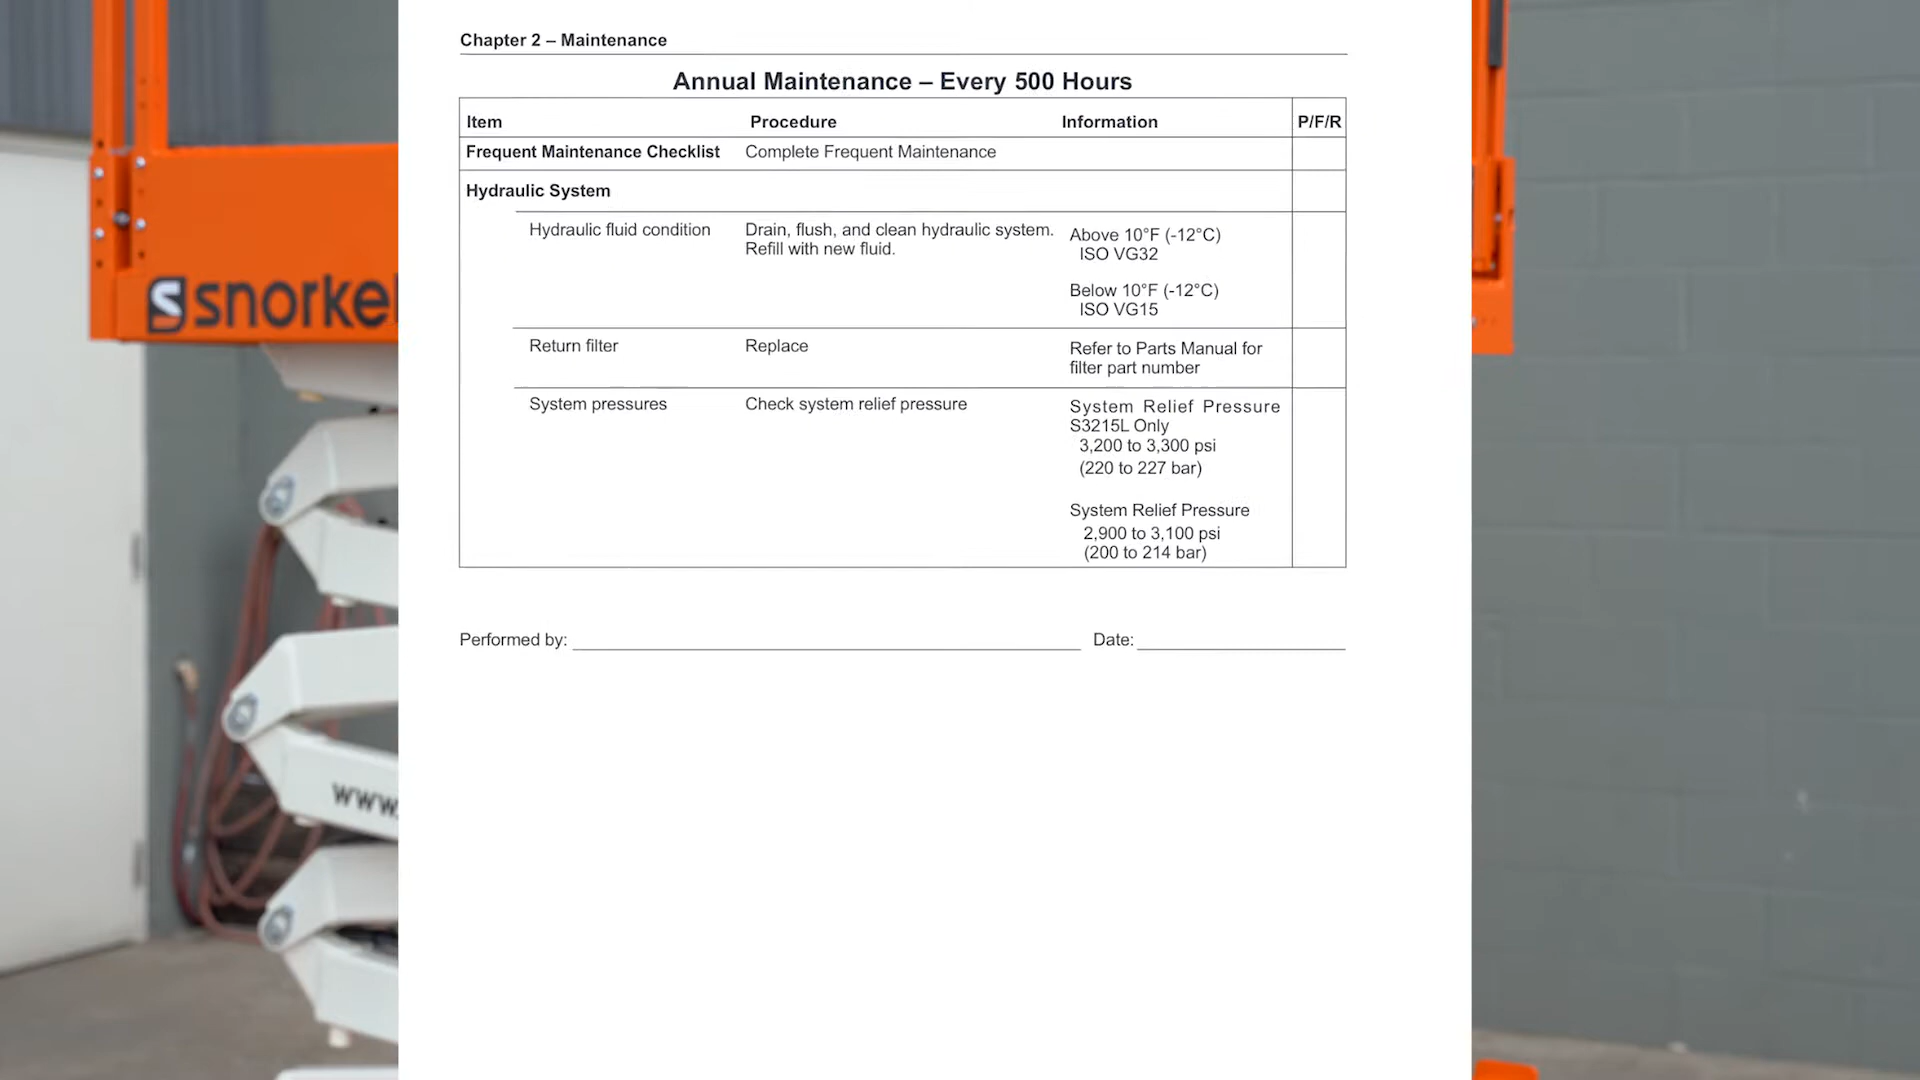 Chapter 2 – Maintenance
Annual Maintenance – Every 500 Hours
Item Procedure Information P/F/R
Frequent Maintenance Checklist Complete Frequent Maintenance
Hydraulic System
Hydraulic fluid condition Drain, flush, and clean hydraulic system. Above 10°F (-12°C)
Refill with new fluid. ISO VG32
Below 10°F (-12°C)
ISO VG15
Return filter Replace Refer to Parts Manual for
filter part number
System pressures Check system relief pressure System Relief Pressure
S3215L Only
3,200 to 3,300 psi
(220 to 227 bar)
System Relief Pressure
2,900 to 3,100 psi
(200 to 214 bar)
Performed by: Date:
snorkel
www.